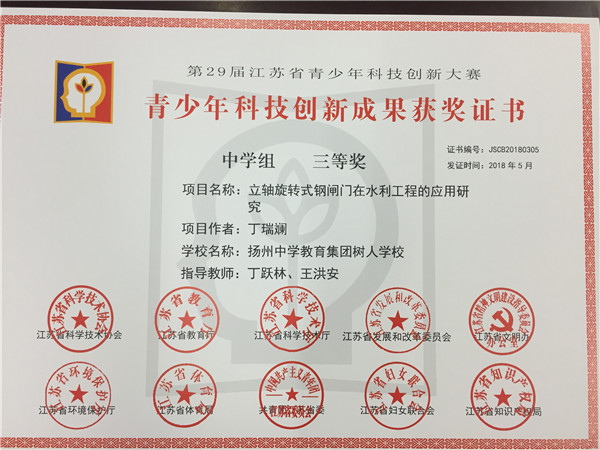 第29届江苏省青少年科技创新大赛
青少年科技创新成果获奖证书
中学组 三等奖
证书编号：JSCB20180305
发证时间：2018 年 5 月
项目名称：立轴旋转式钢闸门在水利工程的应用研
究
项目作者：丁瑞斓
学校名称：扬州中学教育集团树人学校
指导教师：丁跃林、王洪安
江苏省科学技术协会
江苏省教育厅
江苏省科学技术厅
江苏省发展和改革委员会
江苏省文明办
江苏省环境保护厅
江苏省体育局
共青团江苏省委
江苏省妇女联合会
江苏省知识产权局